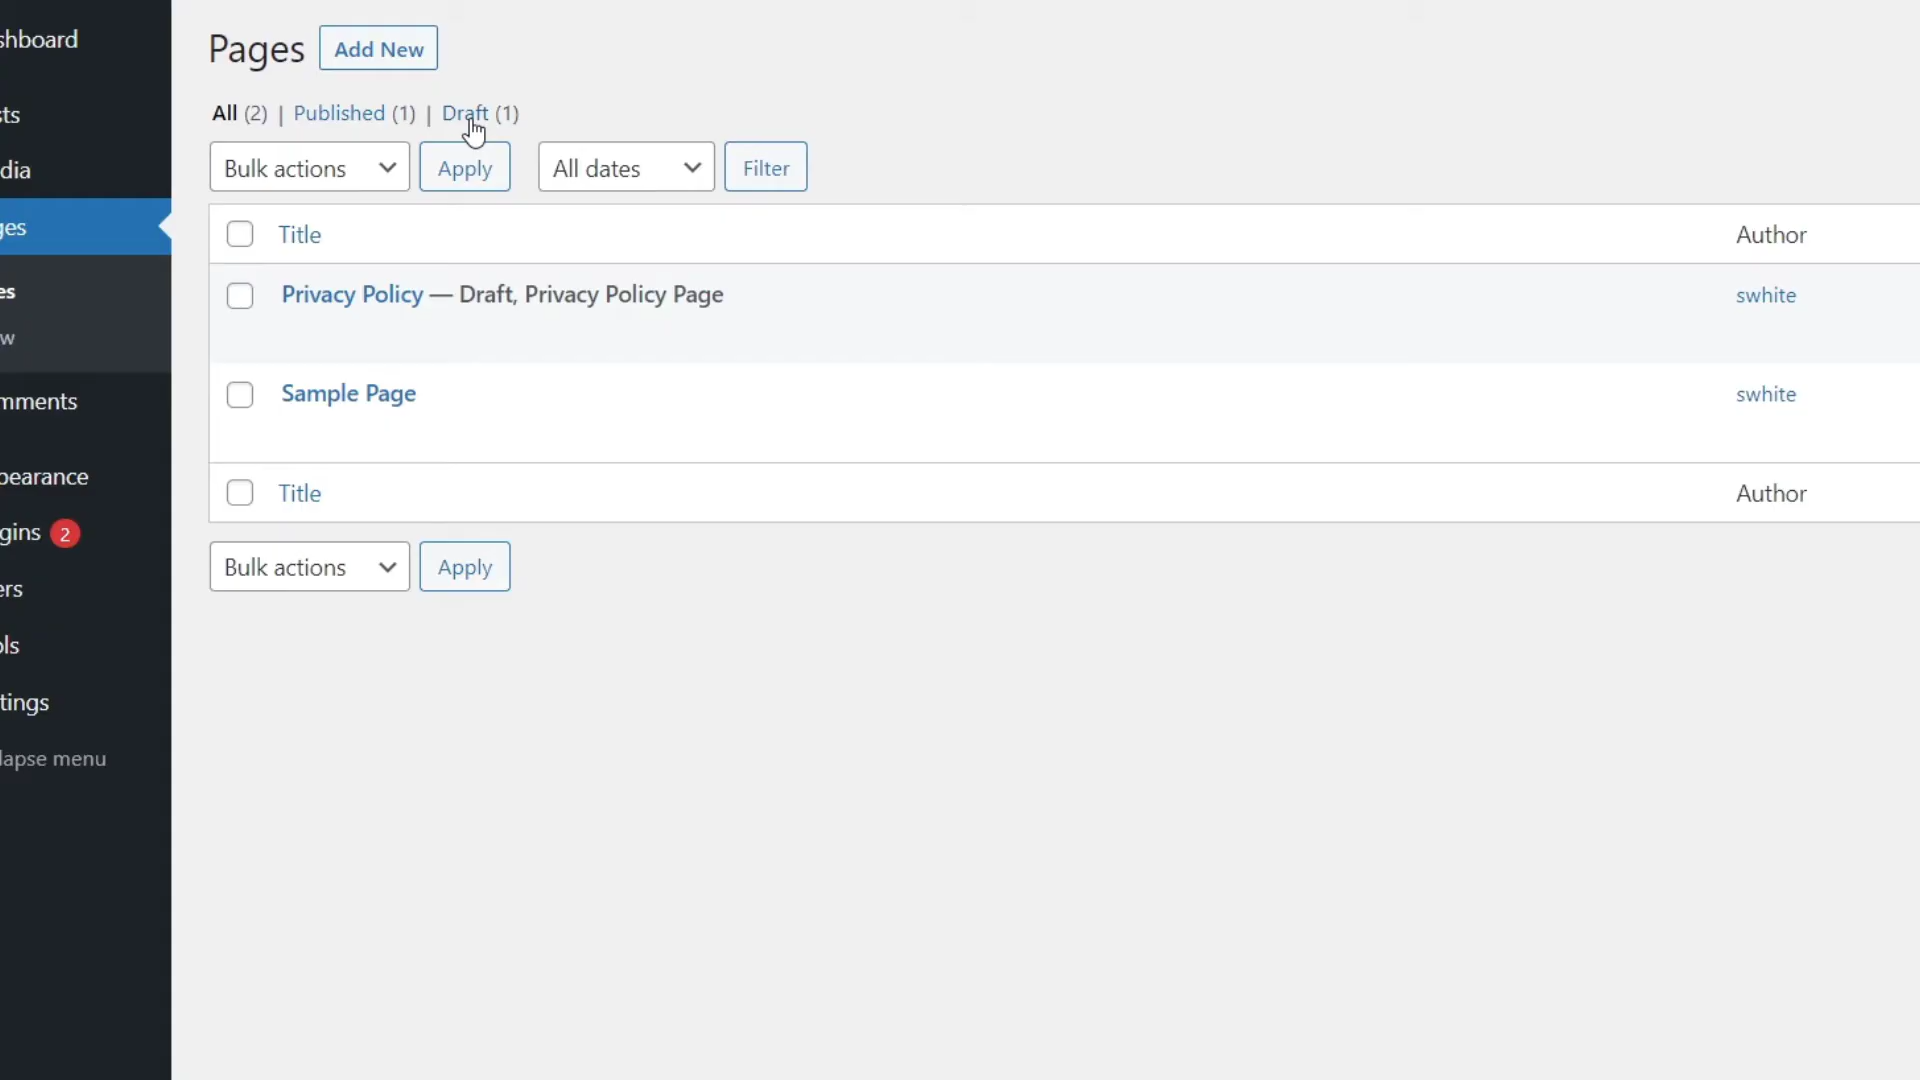 shboard
sts
dia
ges
es
w
mments
pearance
gins 2
ers
ols
tings
lapse menu
Pages Add New
All (2) | Published (1) | Draft (1)
Bulk actions Apply All dates Filter
Title Author
Privacy Policy — Draft, Privacy Policy Page swhite
Sample Page swhite
Title Author
Bulk actions Apply